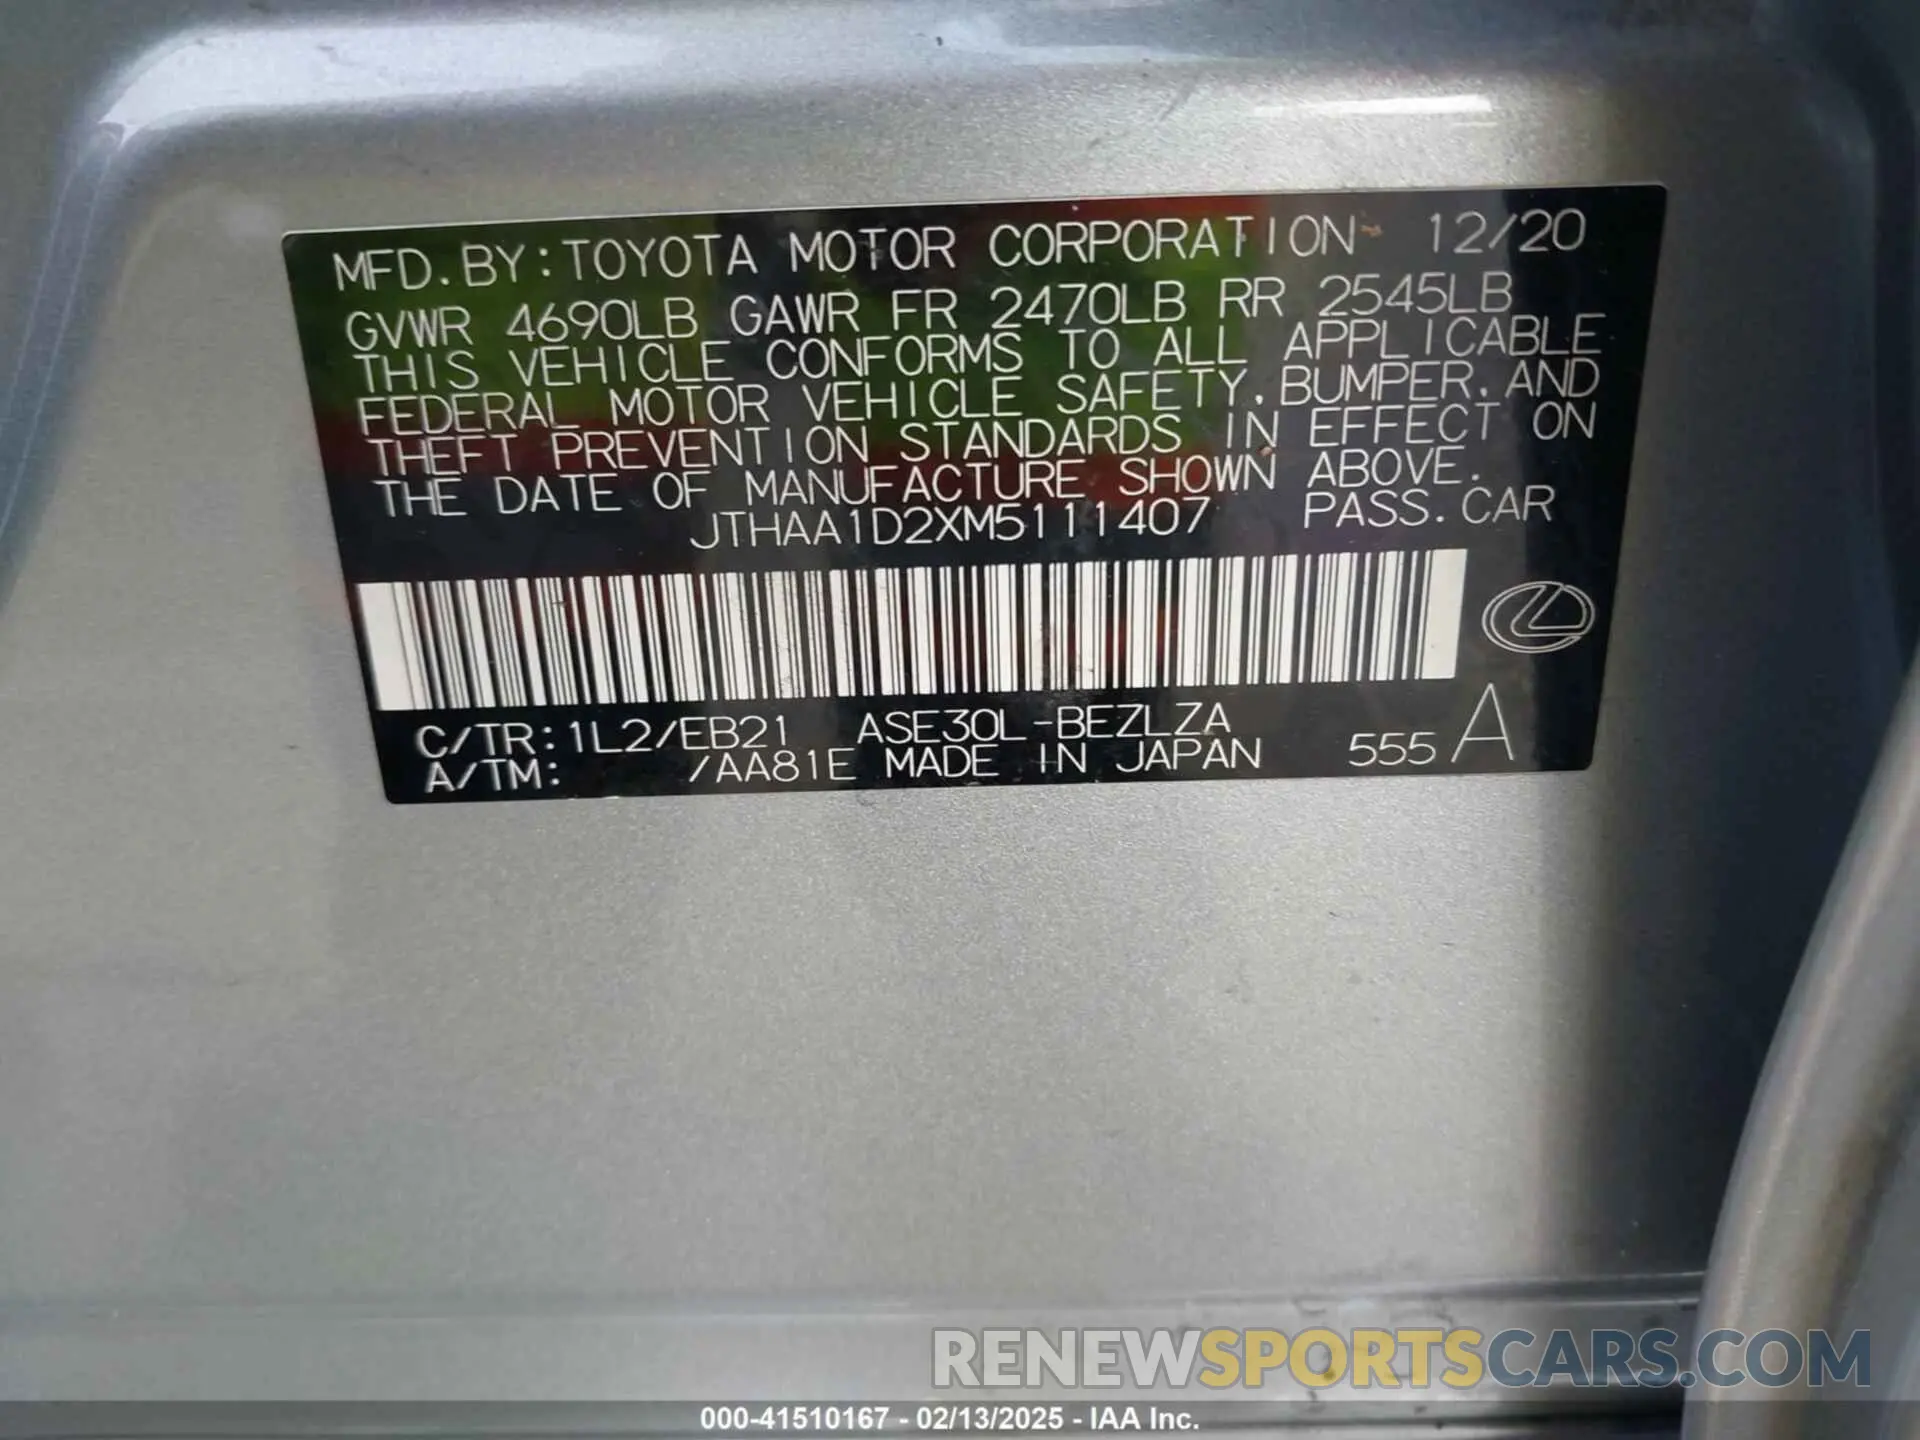 MFD. BY: TOYOTA MOTOR CORPORATION 12/20
GVWR 4690LB GAWR FR 2470LB RR 2545LB
THIS VEHICLE CONFORMS TO ALL APPLICABLE
FEDERAL MOTOR VEHICLE SAFETY, BUMPER, AND
THEFT PREVENTION STANDARDS IN EFFECT ON
THE DATE OF MANUFACTURE SHOWN ABOVE.
JTHAA1D2XM5111407 PASS. CAR
C/TR: 1L2/EB21 ASE30L-BEZLZA
A/TM: /AA81E MADE IN JAPAN 555 A
RENEWSPORTSCARS.COM
000-41510167 - 02/13/2025 - IAA Inc.